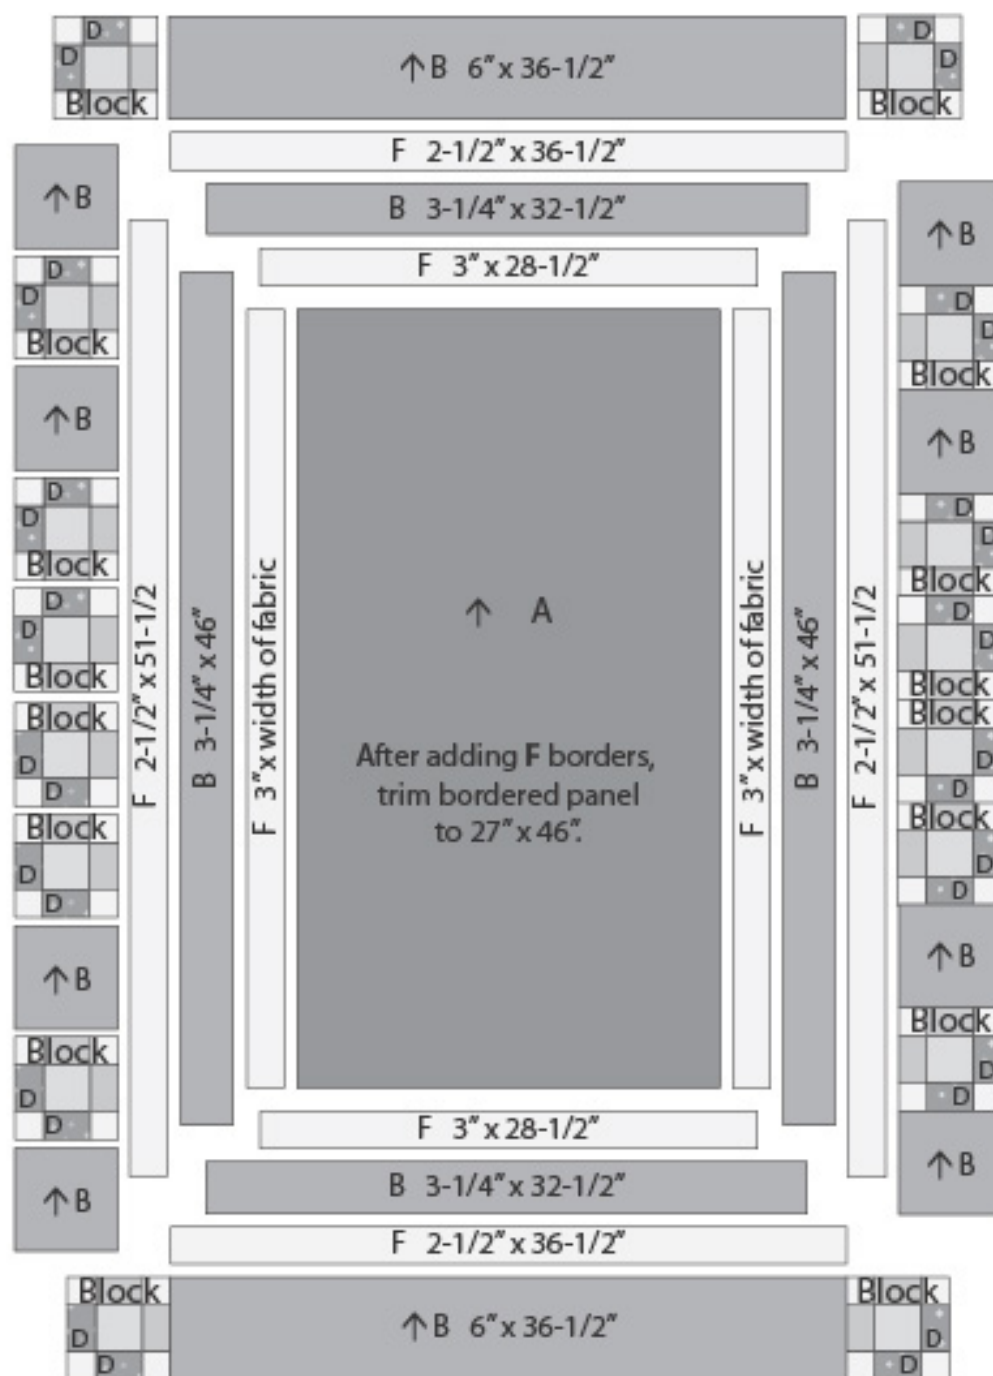 D
D
Block
↑ B 6" x 36-1/2"
D
D
Block
F 2-1/2" x 36-1/2"
B 3-1/4" x 32-1/2"
F 3" x 28-1/2"
↑ B
D
D
Block
↑ B
D
D
Block
D
D
Block
Block
D
D
Block
D
D
↑ B
Block
D
D
↑ B
F 2-1/2" x 51-1/2
B 3-1/4" x 46"
F 3" x width of fabric
↑ A
After adding F borders,
trim bordered panel
to 27" x 46".
F 3" x width of fabric
B 3-1/4" x 46"
F 2-1/2" x 51-1/2
↑ B
D
D
Block
↑ B
D
D
Block
D
D
Block
Block
D
D
Block
D
D
↑ B
Block
D
D
↑ B
F 3" x 28-1/2"
B 3-1/4" x 32-1/2"
F 2-1/2" x 36-1/2"
Block
D
D
↑ B 6" x 36-1/2"
Block
D
D